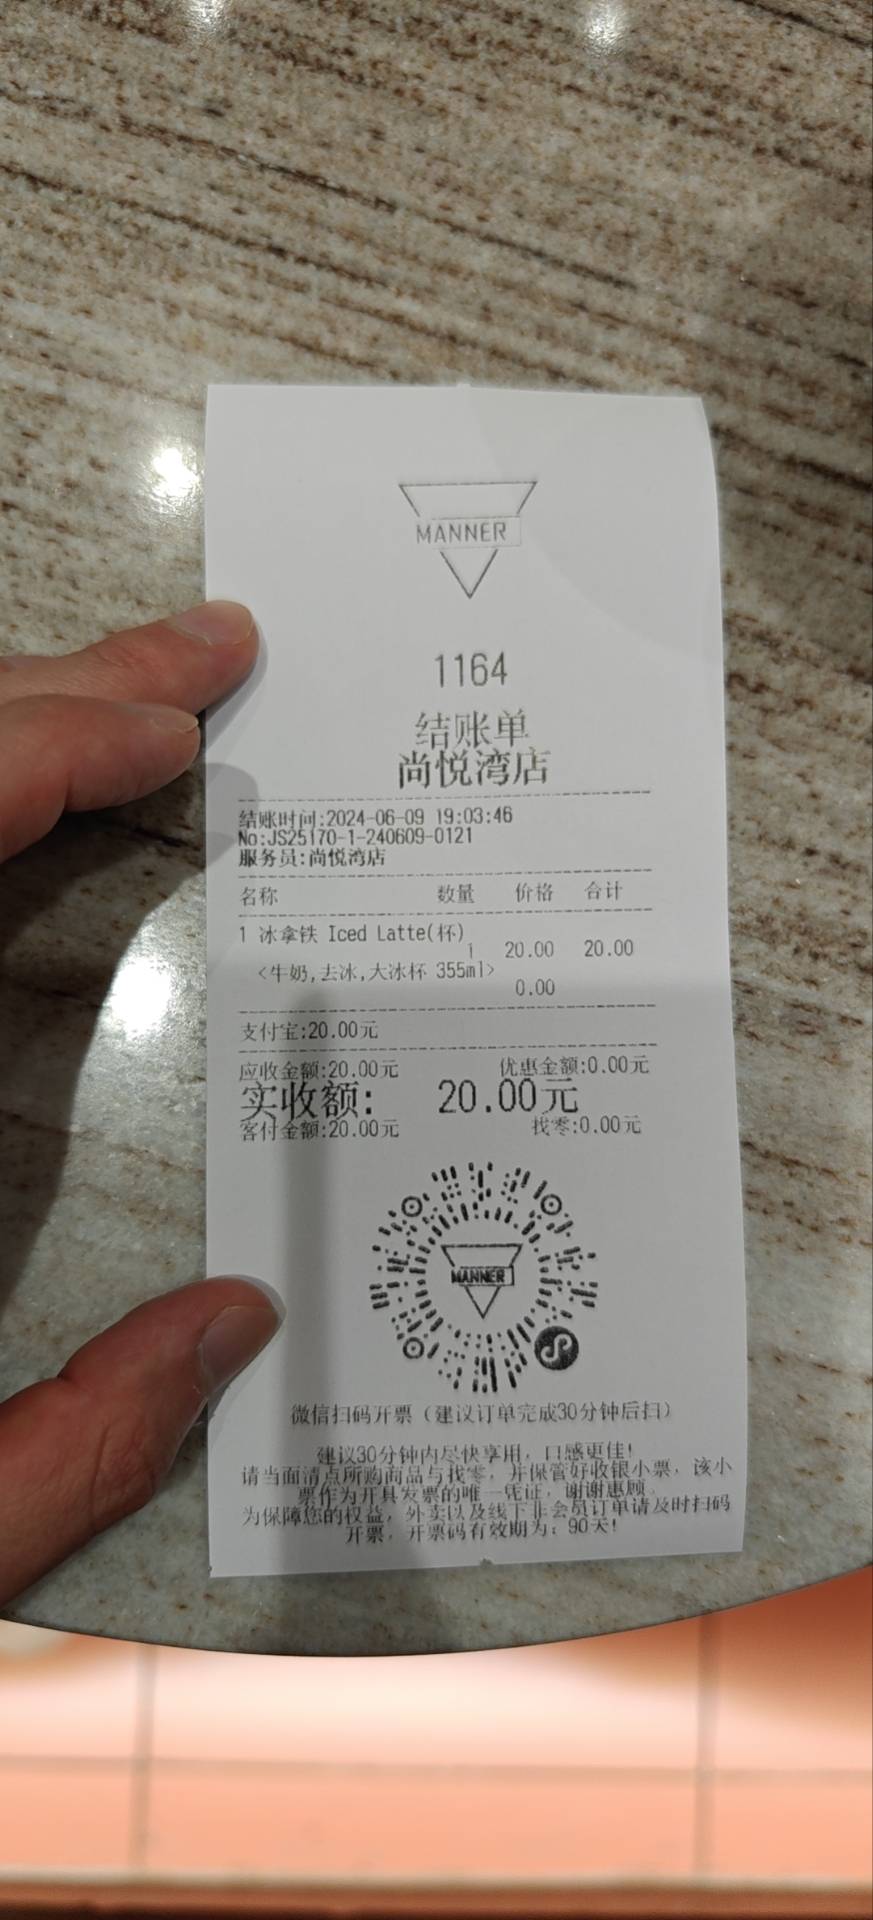 MANNER
1164
结账单
尚悦湾店
结账时间:2024-06-09 19:03:46
No:JS25170-1-240609-0121
服务员:尚悦湾店
名称 数量 价格 合计
1 冰拿铁 Iced Latte(杯)
1 20.00 20.00
<牛奶,去冰,大冰杯 355ml>
0.00
支付宝:20.00元
应收金额:20.00元 优惠金额:0.00元
实收额: 20.00元
客付金额:20.00元 找零:0.00元
MANNER
微信扫码开票（建议订单完成30分钟后扫）
建议30分钟内尽快享用，口感更佳!
请当面清点所购商品与找零，并保管好收银小票，该小
票作为开具发票的唯一凭证，谢谢惠顾。
为保障您的权益，外卖以及线下非会员订单请及时扫码
开票，开票码有效期为：90天!